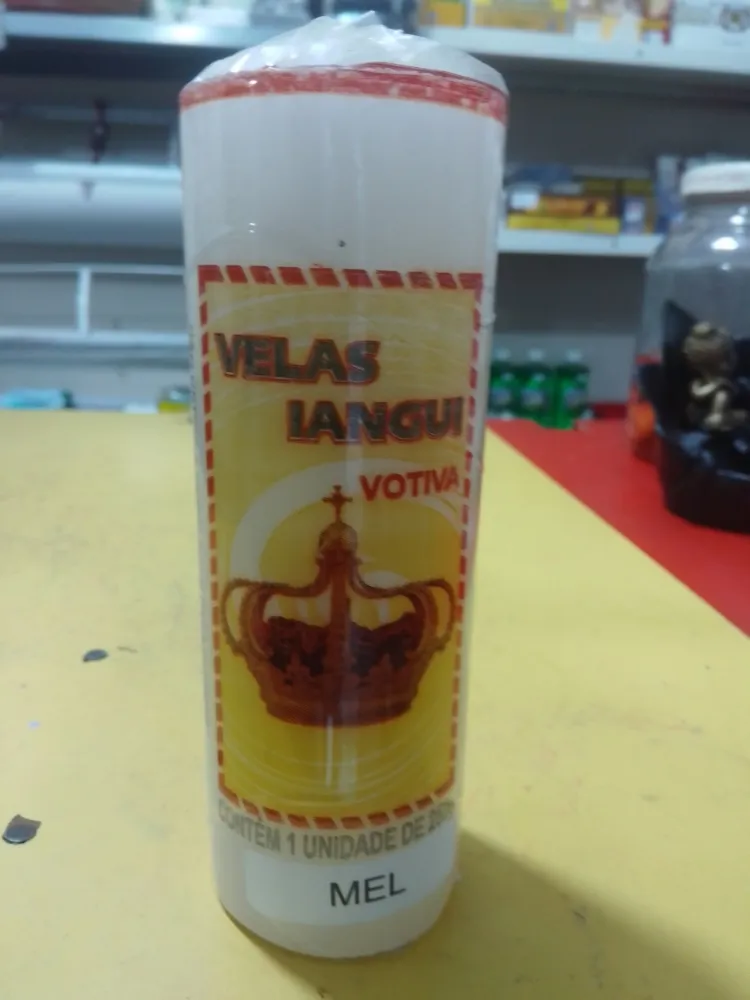 VELAS
IANGUI
VOTIVA
CONTÉM 1 UNIDADE DE
MEL